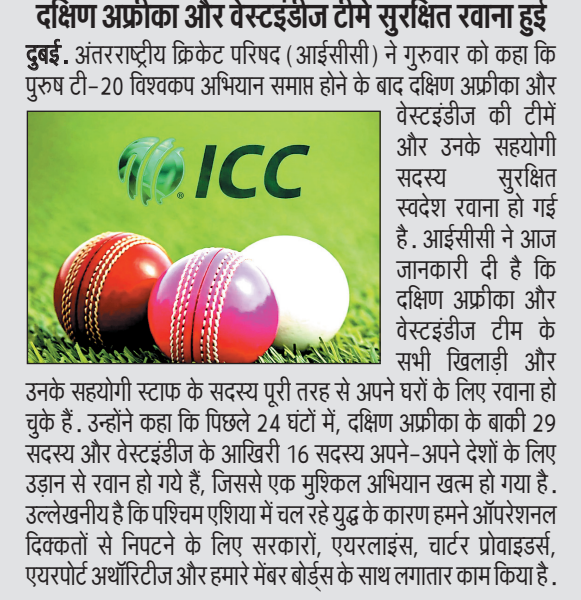 दक्षिण अफ्रीका और वेस्टइंडीज टीमें सुरक्षित रवाना हुई
दुबई. अंतरराष्ट्रीय क्रिकेट परिषद (आईसीसी) ने गुरुवार को कहा कि
पुरुष टी-20 विश्वकप अभियान समाप्त होने के बाद दक्षिण अफ्रीका और
वेस्टइंडीज की टीमें
और उनके सहयोगी
सदस्य सुरक्षित
स्वदेश रवाना हो गई
है. आईसीसी ने आज
जानकारी दी है कि
दक्षिण अफ्रीका और
वेस्टइंडीज टीम के
सभी खिलाड़ी और
ICC
उनके सहयोगी स्टाफ के सदस्य पूरी तरह से अपने घरों के लिए रवाना हो
चुके हैं. उन्होंने कहा कि पिछले 24 घंटों में, दक्षिण अफ्रीका के बाकी 29
सदस्य और वेस्टइंडीज के आखिरी 16 सदस्य अपने-अपने देशों के लिए
उड़ान से रवान हो गये हैं, जिससे एक मुश्किल अभियान खत्म हो गया है.
उल्लेखनीय है कि पश्चिम एशिया में चल रहे युद्ध के कारण हमने ऑपरेशनल
दिक्कतों से निपटने के लिए सरकारों, एयरलाइंस, चार्टर प्रोवाइडर्स,
एयरपोर्ट अथॉरिटीज और हमारे मेंबर बोर्ड्स के साथ लगातार काम किया है.